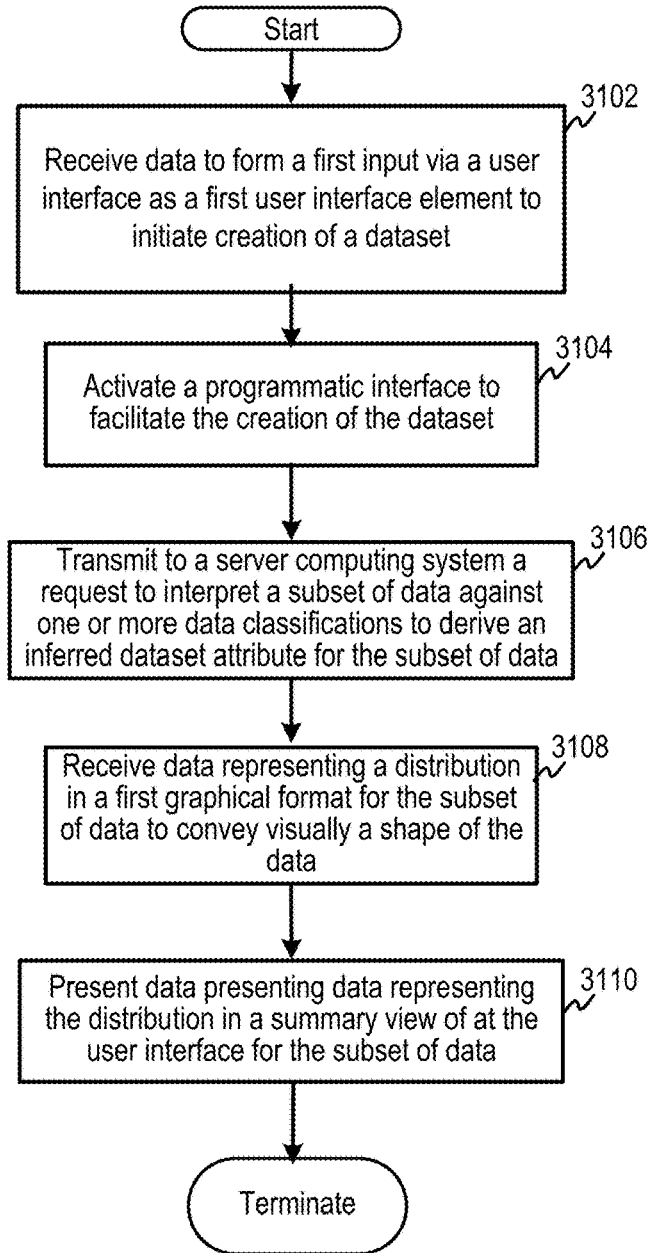 Start
3102
Receive data to form a first input via a user
interface as a first user interface element to
initiate creation of a dataset
3104
Activate a programmatic interface to
facilitate the creation of the dataset
3106
Transmit to a server computing system a
request to interpret a subset of data against
one or more data classifications to derive an
inferred dataset attribute for the subset of data
3108
Receive data representing a distribution
in a first graphical format for the subset
of data to convey visually a shape of the
data
3110
Present data presenting data representing
the distribution in a summary view of at the
user interface for the subset of data
Terminate